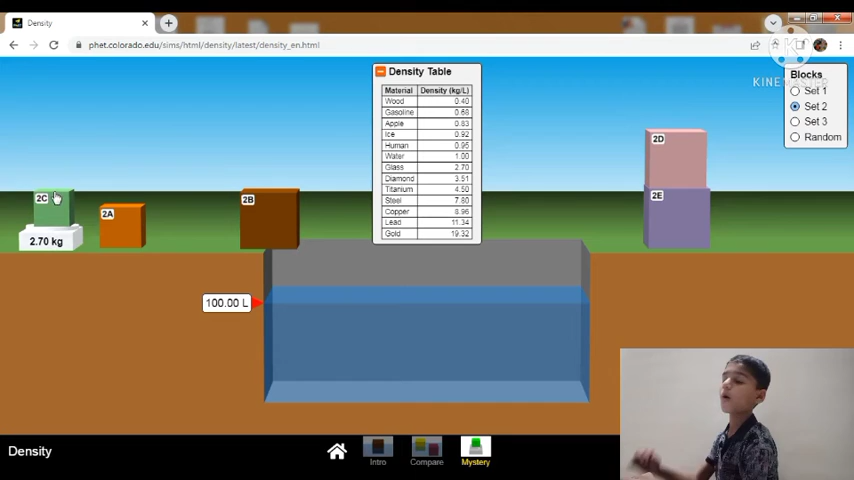 Density
phet.colorado.edu/sims/html/density/latest/density_en.html
KINEMASTER
Density Table
Material Density (kg/L)
Wood 0.40
Gasoline 0.68
Apple 0.83
Ice 0.92
Human 0.95
Water 1.00
Glass 2.70
Diamond 3.51
Titanium 4.50
Steel 7.80
Copper 8.96
Lead 11.34
Gold 19.32
Blocks
Set 1
Set 2
Set 3
Random
2C
2A
2B
2D
2E
2.70 kg
100.00 L
Density
Intro
Compare
Mystery